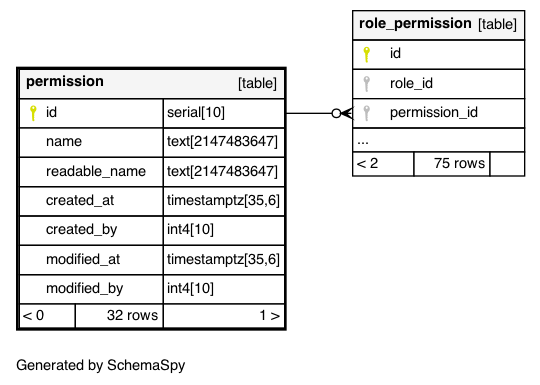 role_permission [table]
id
role_id
permission_id
...
< 2 75 rows
permission [table]
id serial[10]
name text[2147483647]
readable_name text[2147483647]
created_at timestamptz[35,6]
created_by int4[10]
modified_at timestamptz[35,6]
modified_by int4[10]
< 0 32 rows 1 >
Generated by SchemaSpy